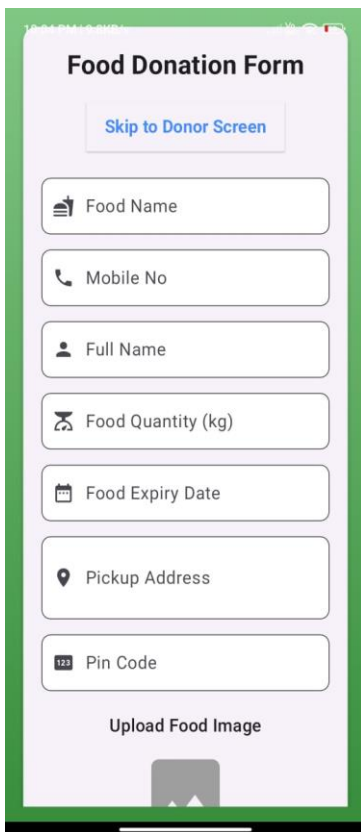 Food Donation Form
Skip to Donor Screen
Food Name
Mobile No
Full Name
Food Quantity (kg)
Food Expiry Date
Pickup Address
123
Pin Code
Upload Food Image